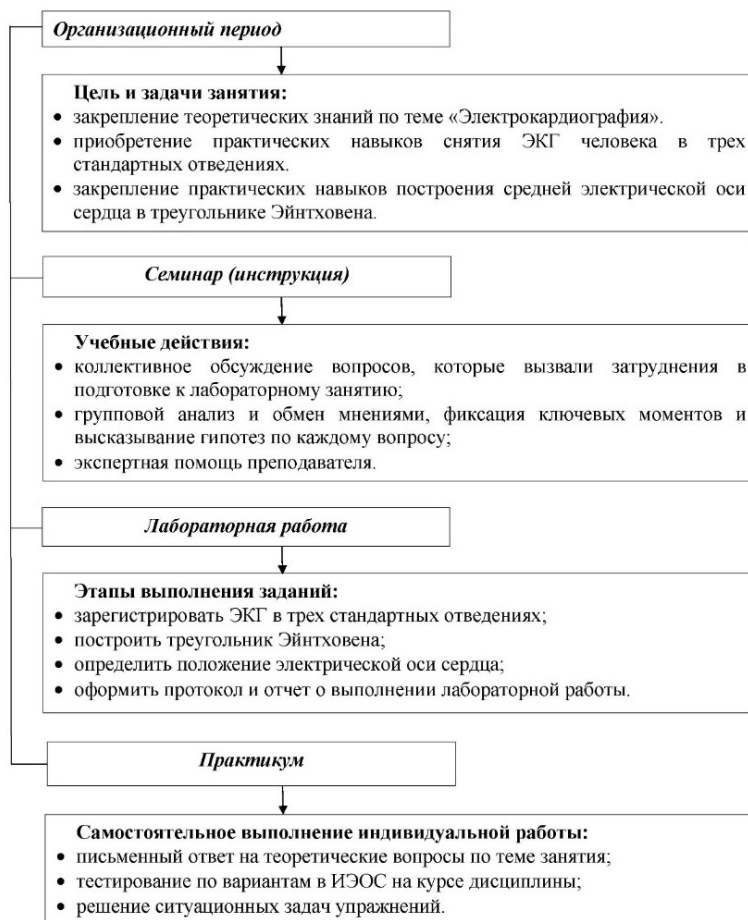 Организационный период
Цель и задачи занятия:
• закрепление теоретических знаний по теме «Электрокардиография».
• приобретение практических навыков снятия ЭКГ человека в трех
стандартных отведениях.
• закрепление практических навыков построения средней электрической оси
сердца в треугольнике Эйнтховена.
Семинар (инструкция)
Учебные действия:
• коллективное обсуждение вопросов, которые вызвали затруднения в
подготовке к лабораторному занятию;
• групповой анализ и обмен мнениями, фиксация ключевых моментов и
высказывание гипотез по каждому вопросу;
• экспертная помощь преподавателя.
Лабораторная работа
Этапы выполнения заданий:
• зарегистрировать ЭКГ в трех стандартных отведениях;
• построить треугольник Эйнтховена;
• определить положение электрической оси сердца;
• оформить протокол и отчет о выполнении лабораторной работы.
Практикум
Самостоятельное выполнение индивидуальной работы:
• письменный ответ на теоретические вопросы по теме занятия;
• тестирование по вариантам в ИЭОС на курсе дисциплины;
• решение ситуационных задач упражнений.